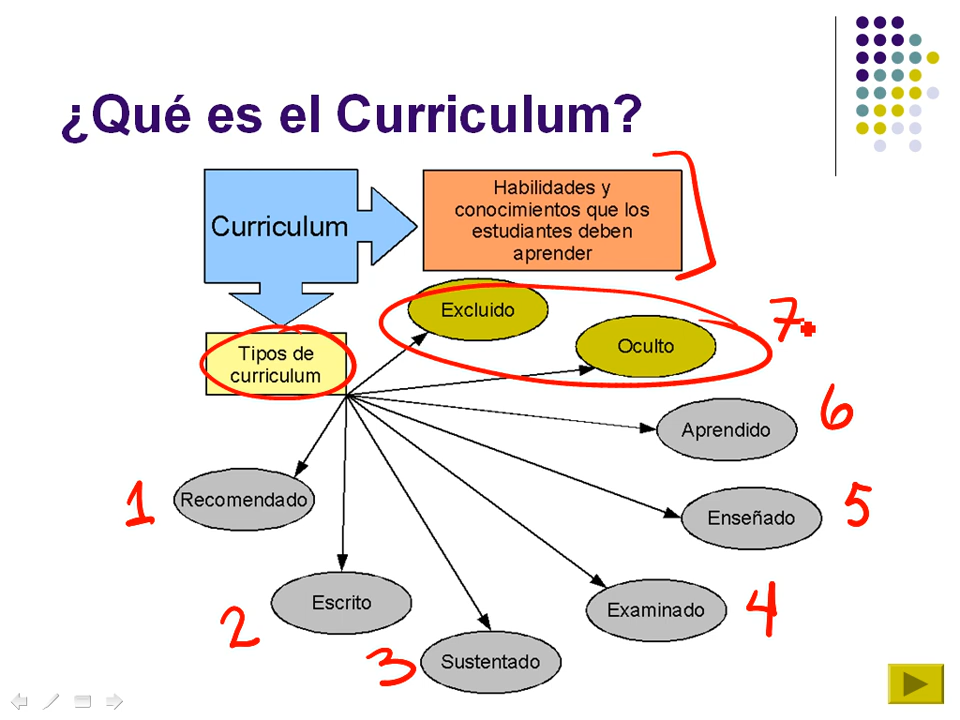 ¿Qué es el Curriculum?
Curriculum
Habilidades y
conocimientos que los
estudiantes deben
aprender
Excluido
7
Oculto
Tipos de
curriculum
6
Aprendido
1
Recomendado
5
Enseñado
2
Escrito
4
Examinado
3
Sustentado